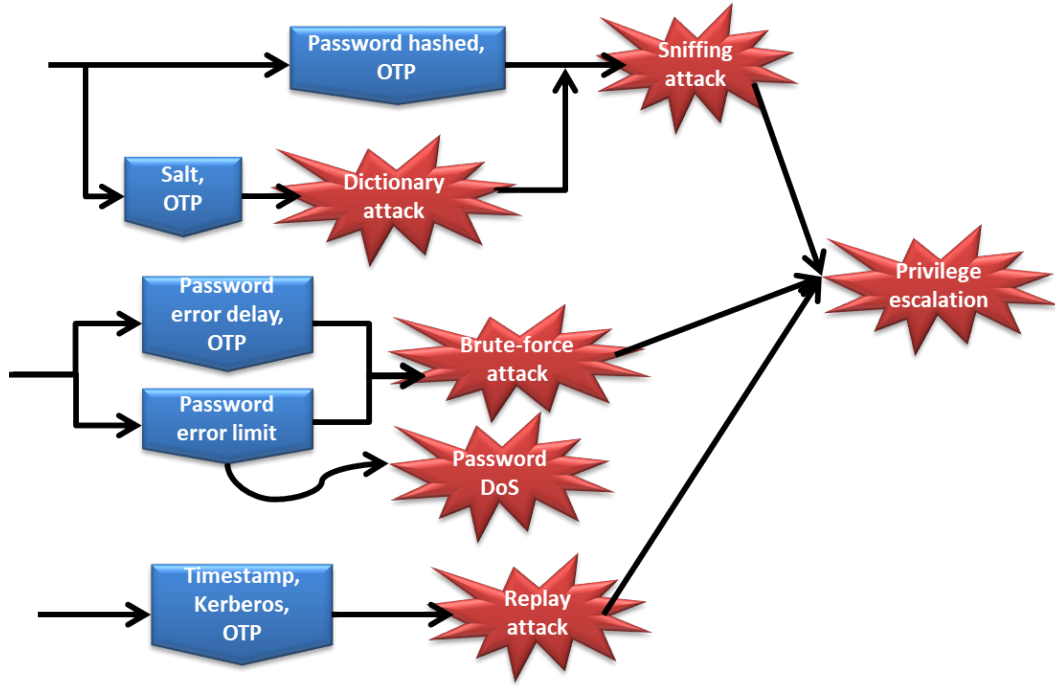 Password hashed,
OTP
Sniffing
attack
Salt,
OTP
Dictionary
attack
Password
error delay,
OTP
Privilege
escalation
Brute-force
attack
Password
error limit
Password
DoS
Timestamp,
Kerberos,
OTP
Replay
attack